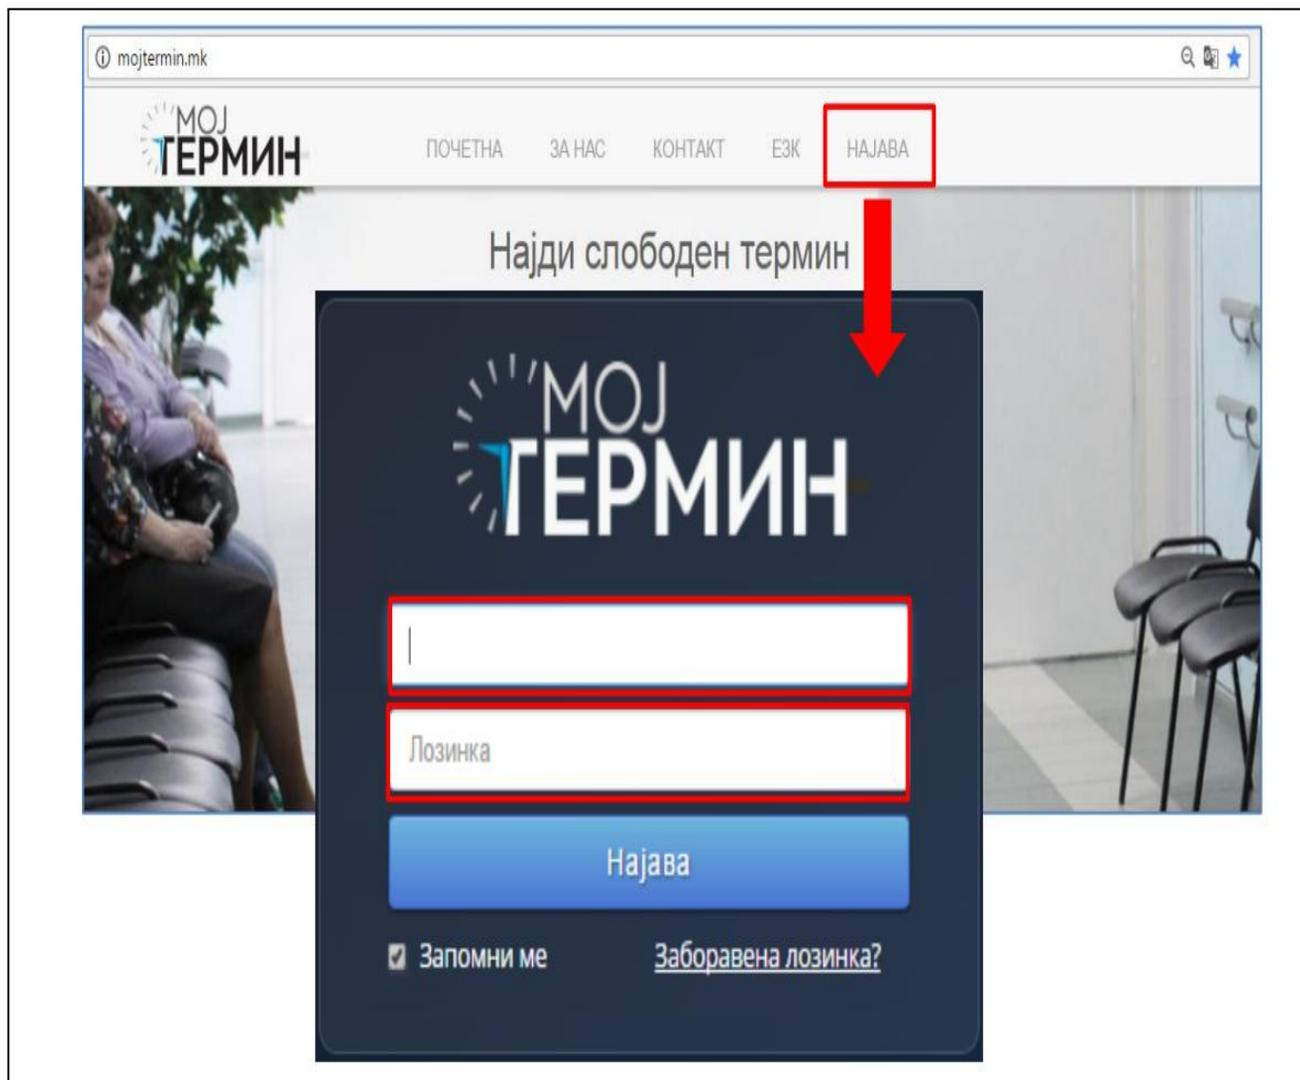 mojtermin.mk
МОЈ
ТЕРМИН
ПОЧЕТНА ЗА НАС КОНТАКТ ЕЗК НАЈАВА
Најди слободен термин
МОЈ
ТЕРМИН
Лозинка
Најава
Запомни ме Заборавена лозинка?